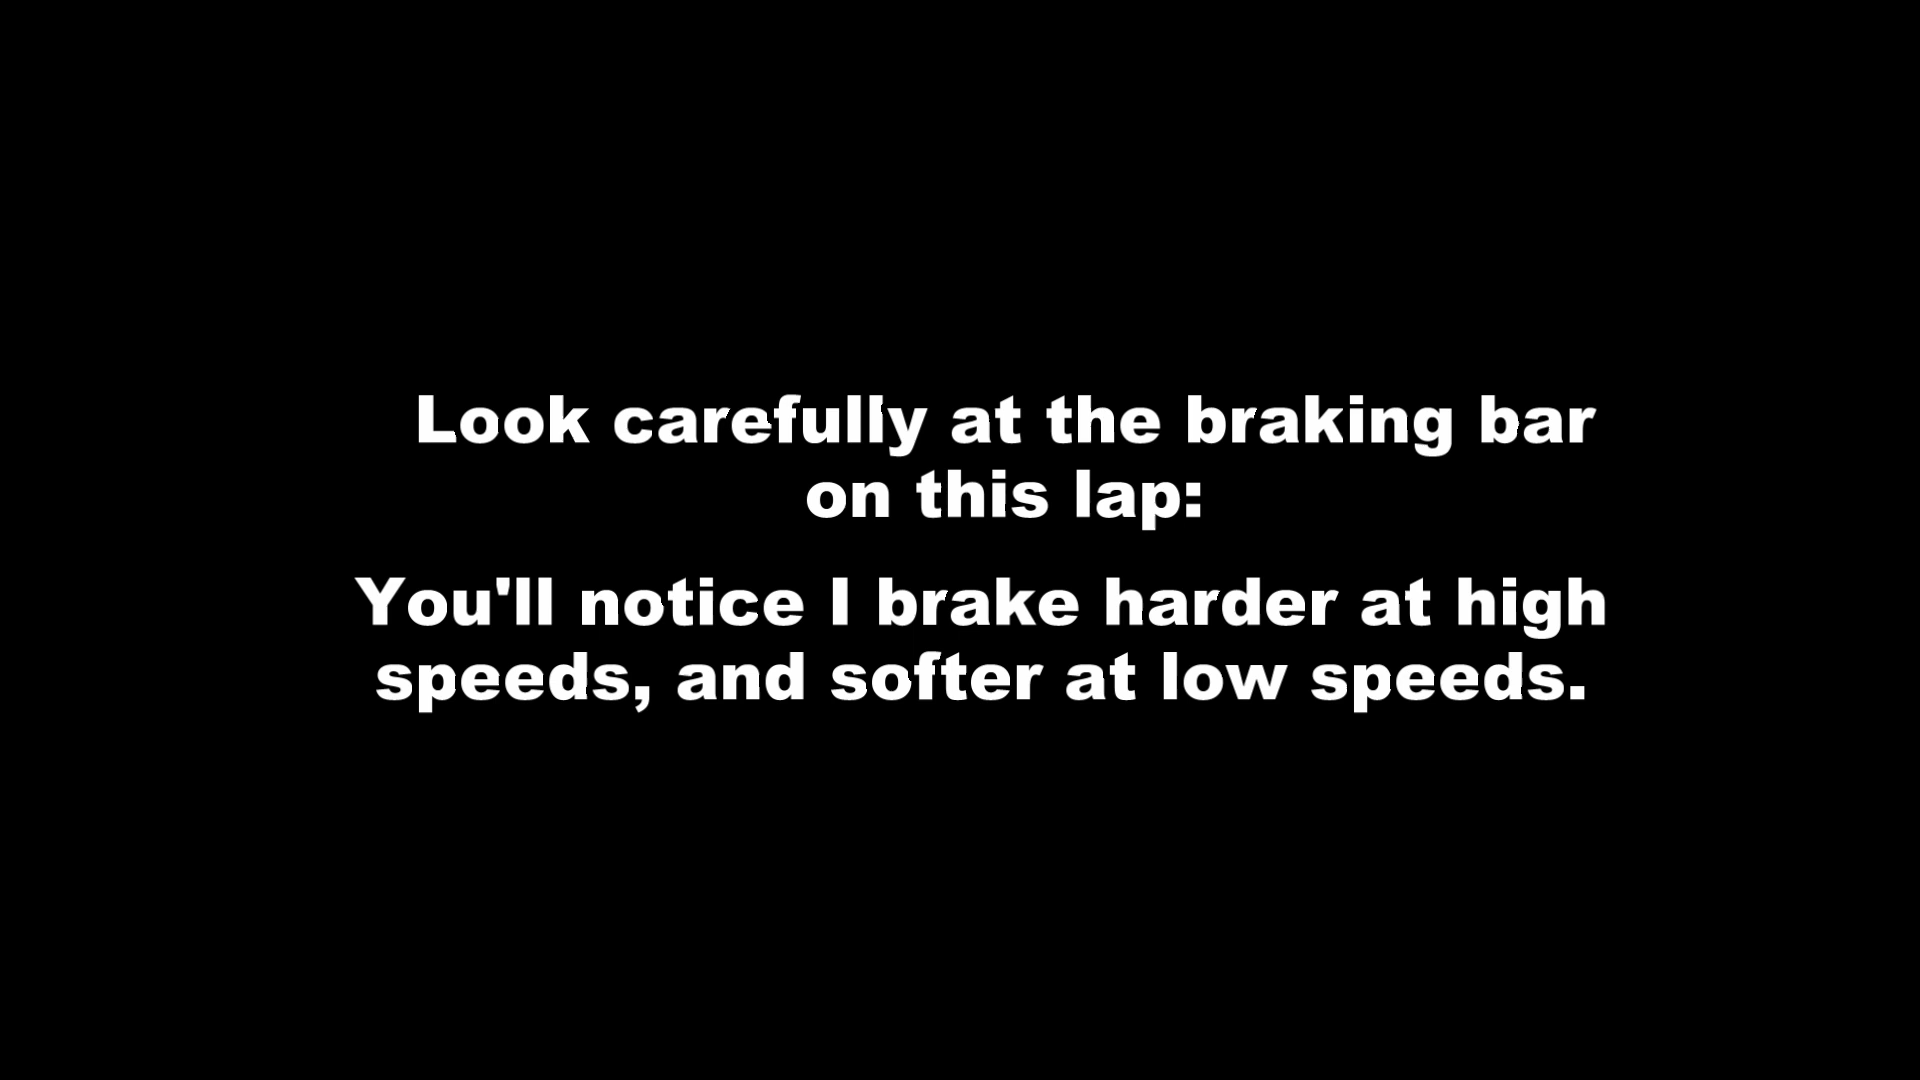 Look carefully at the braking bar
on this lap:
You'll notice I brake harder at high
speeds, and softer at low speeds.